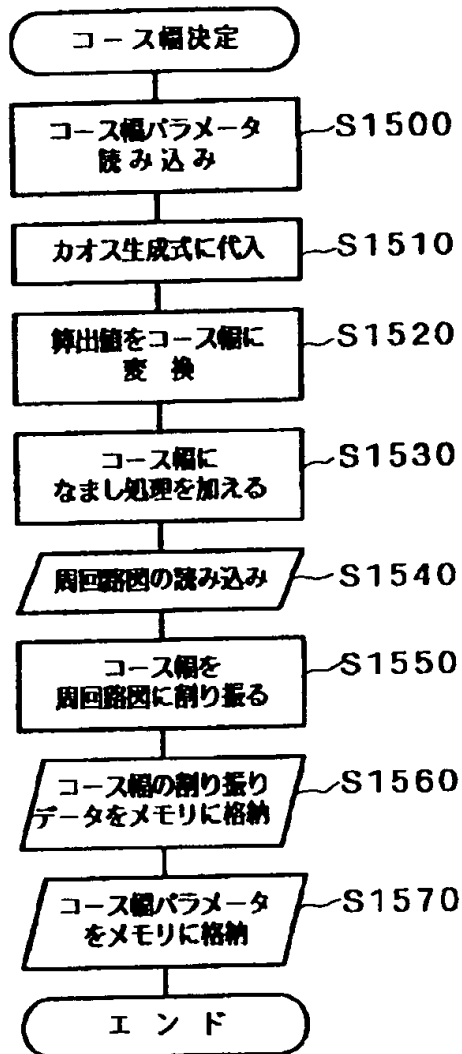 コース幅決定
コース幅パラメータ
読み込み
S1500
カオス生成式に代入
S1510
算出値をコース幅に
変換
S1520
コース幅に
なまし処理を加える
S1530
周回路図の読み込み
S1540
コース幅を
周回路図に割り振る
S1550
コース幅の割り振り
データをメモリに格納
S1560
コース幅パラメータ
をメモリに格納
S1570
エンド